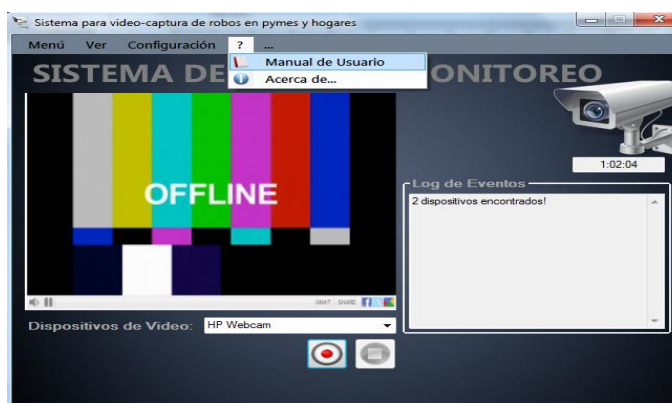 Sistema para video-captura de robos en pymes y hogares
Menú Ver Configuración ? ...
Manual de Usuario
Acerca de...
SISTEMA DE ONITOREO
OFFLINE
1:02:04
Log de Eventos
2 dispositivos encontrados!
CHAT SHARE
Dispositivos de Video: HP Webcam